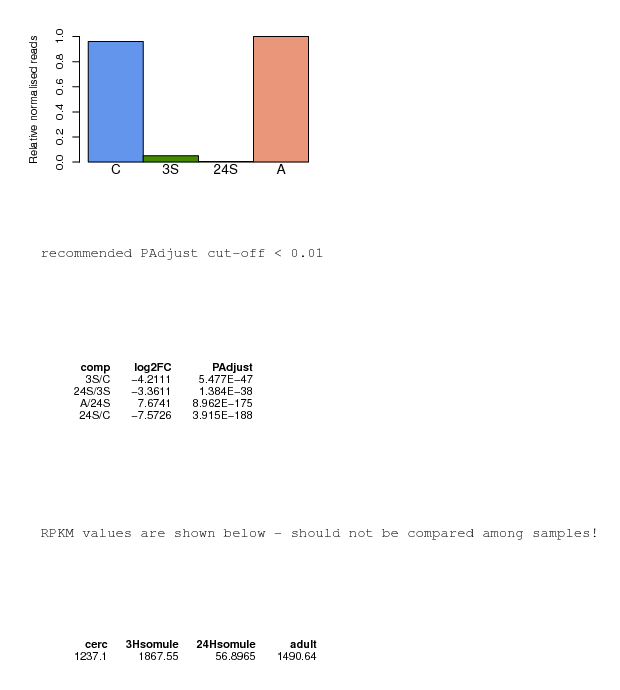 Relative normalised reads
1.0
0.8
0.6
0.4
0.2
0.0
C 3S 24S A
recommended PAdjust cut-off < 0.01
comp log2FC PAdjust
3S/C −4.2111 5.477E−47
24S/3S −3.3611 1.384E−38
A/24S 7.6741 8.962E−175
24S/C −7.5726 3.915E−188
RPKM values are shown below - should not be compared among samples!
cerc 3Hsomule 24Hsomule adult
1237.1 1867.55 56.8965 1490.64